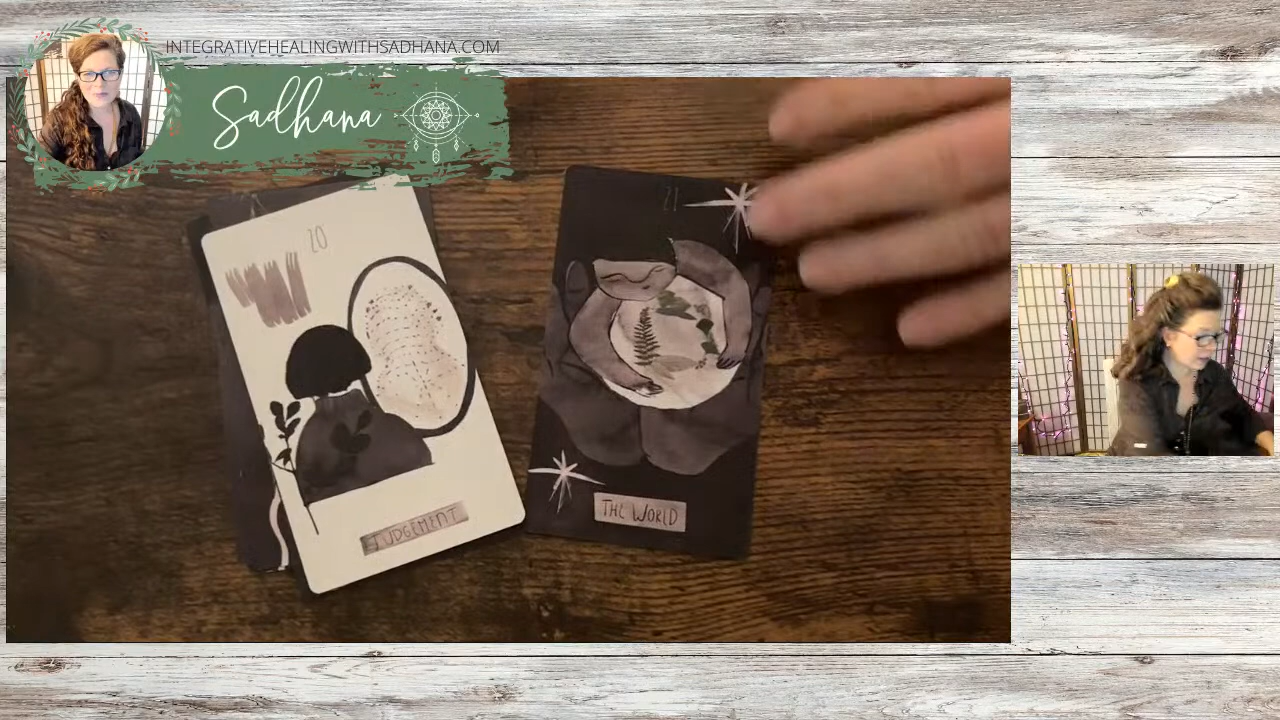 INTEGRATIVEHEALINGWITHSADHANA.COM
Sadhana
20
JUDGEMENT
21
THE WORLD